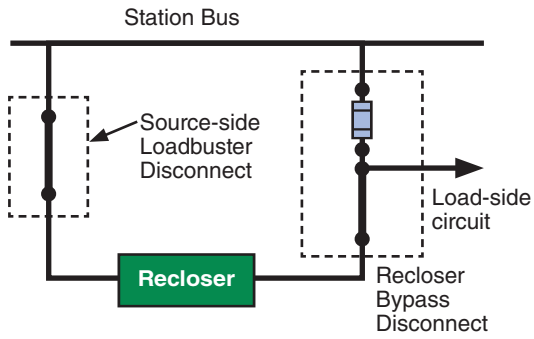 Station Bus
Source-side
Loadbuster
Disconnect
Load-side
circuit
Recloser
Recloser
Bypass
Disconnect